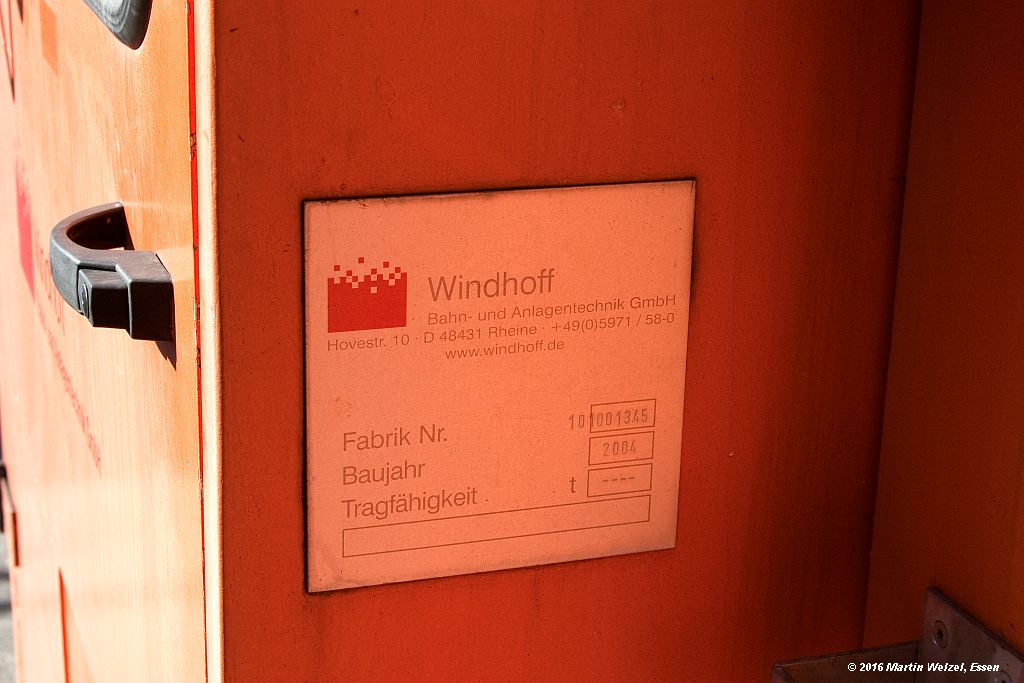 Windhoff
Bahn- und Anlagentechnik GmbH
Hovestr. 10 · D 48431 Rheine · +49(0)5971 / 58-0
www.windhoff.de
Fabrik Nr. 101001345
Baujahr 2004
Tragfähigkeit t ----
© 2016 Martin Welzel, Essen